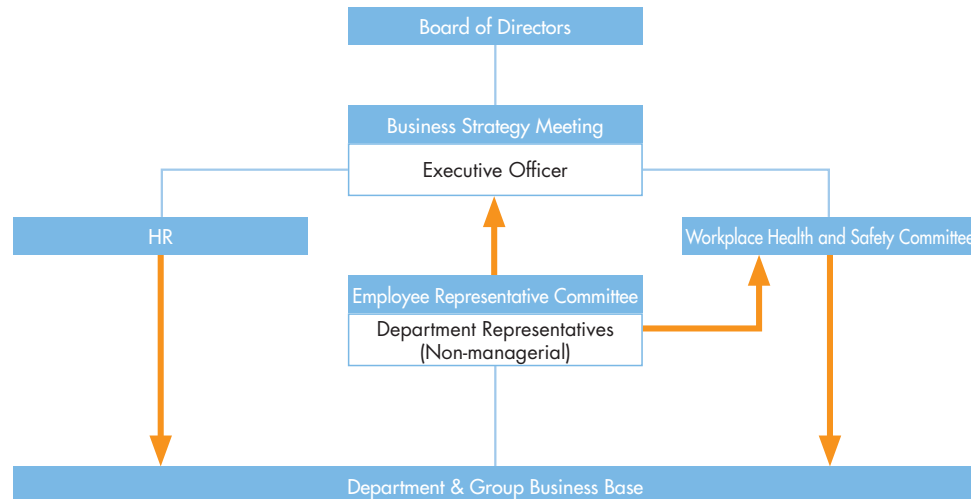 Board of Directors
Business Strategy Meeting
Executive Officer
HR
Workplace Health and Safety Committee
Employee Representative Committee
Department Representatives
(Non-managerial)
Department & Group Business Base